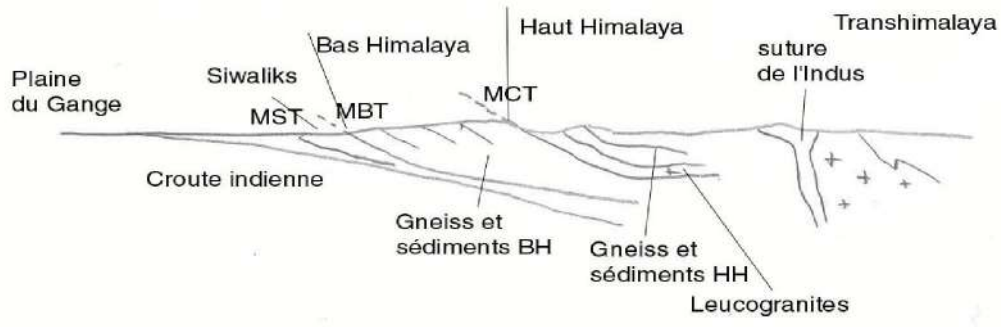 Haut Himalaya
Transhimalaya
Bas Himalaya
suture
de l'Indus
Plaine
du Gange
Siwaliks
MST
MBT
MCT
Croute indienne
Gneiss et
sédiments BH
Gneiss et
sédiments HH
Leucogranites